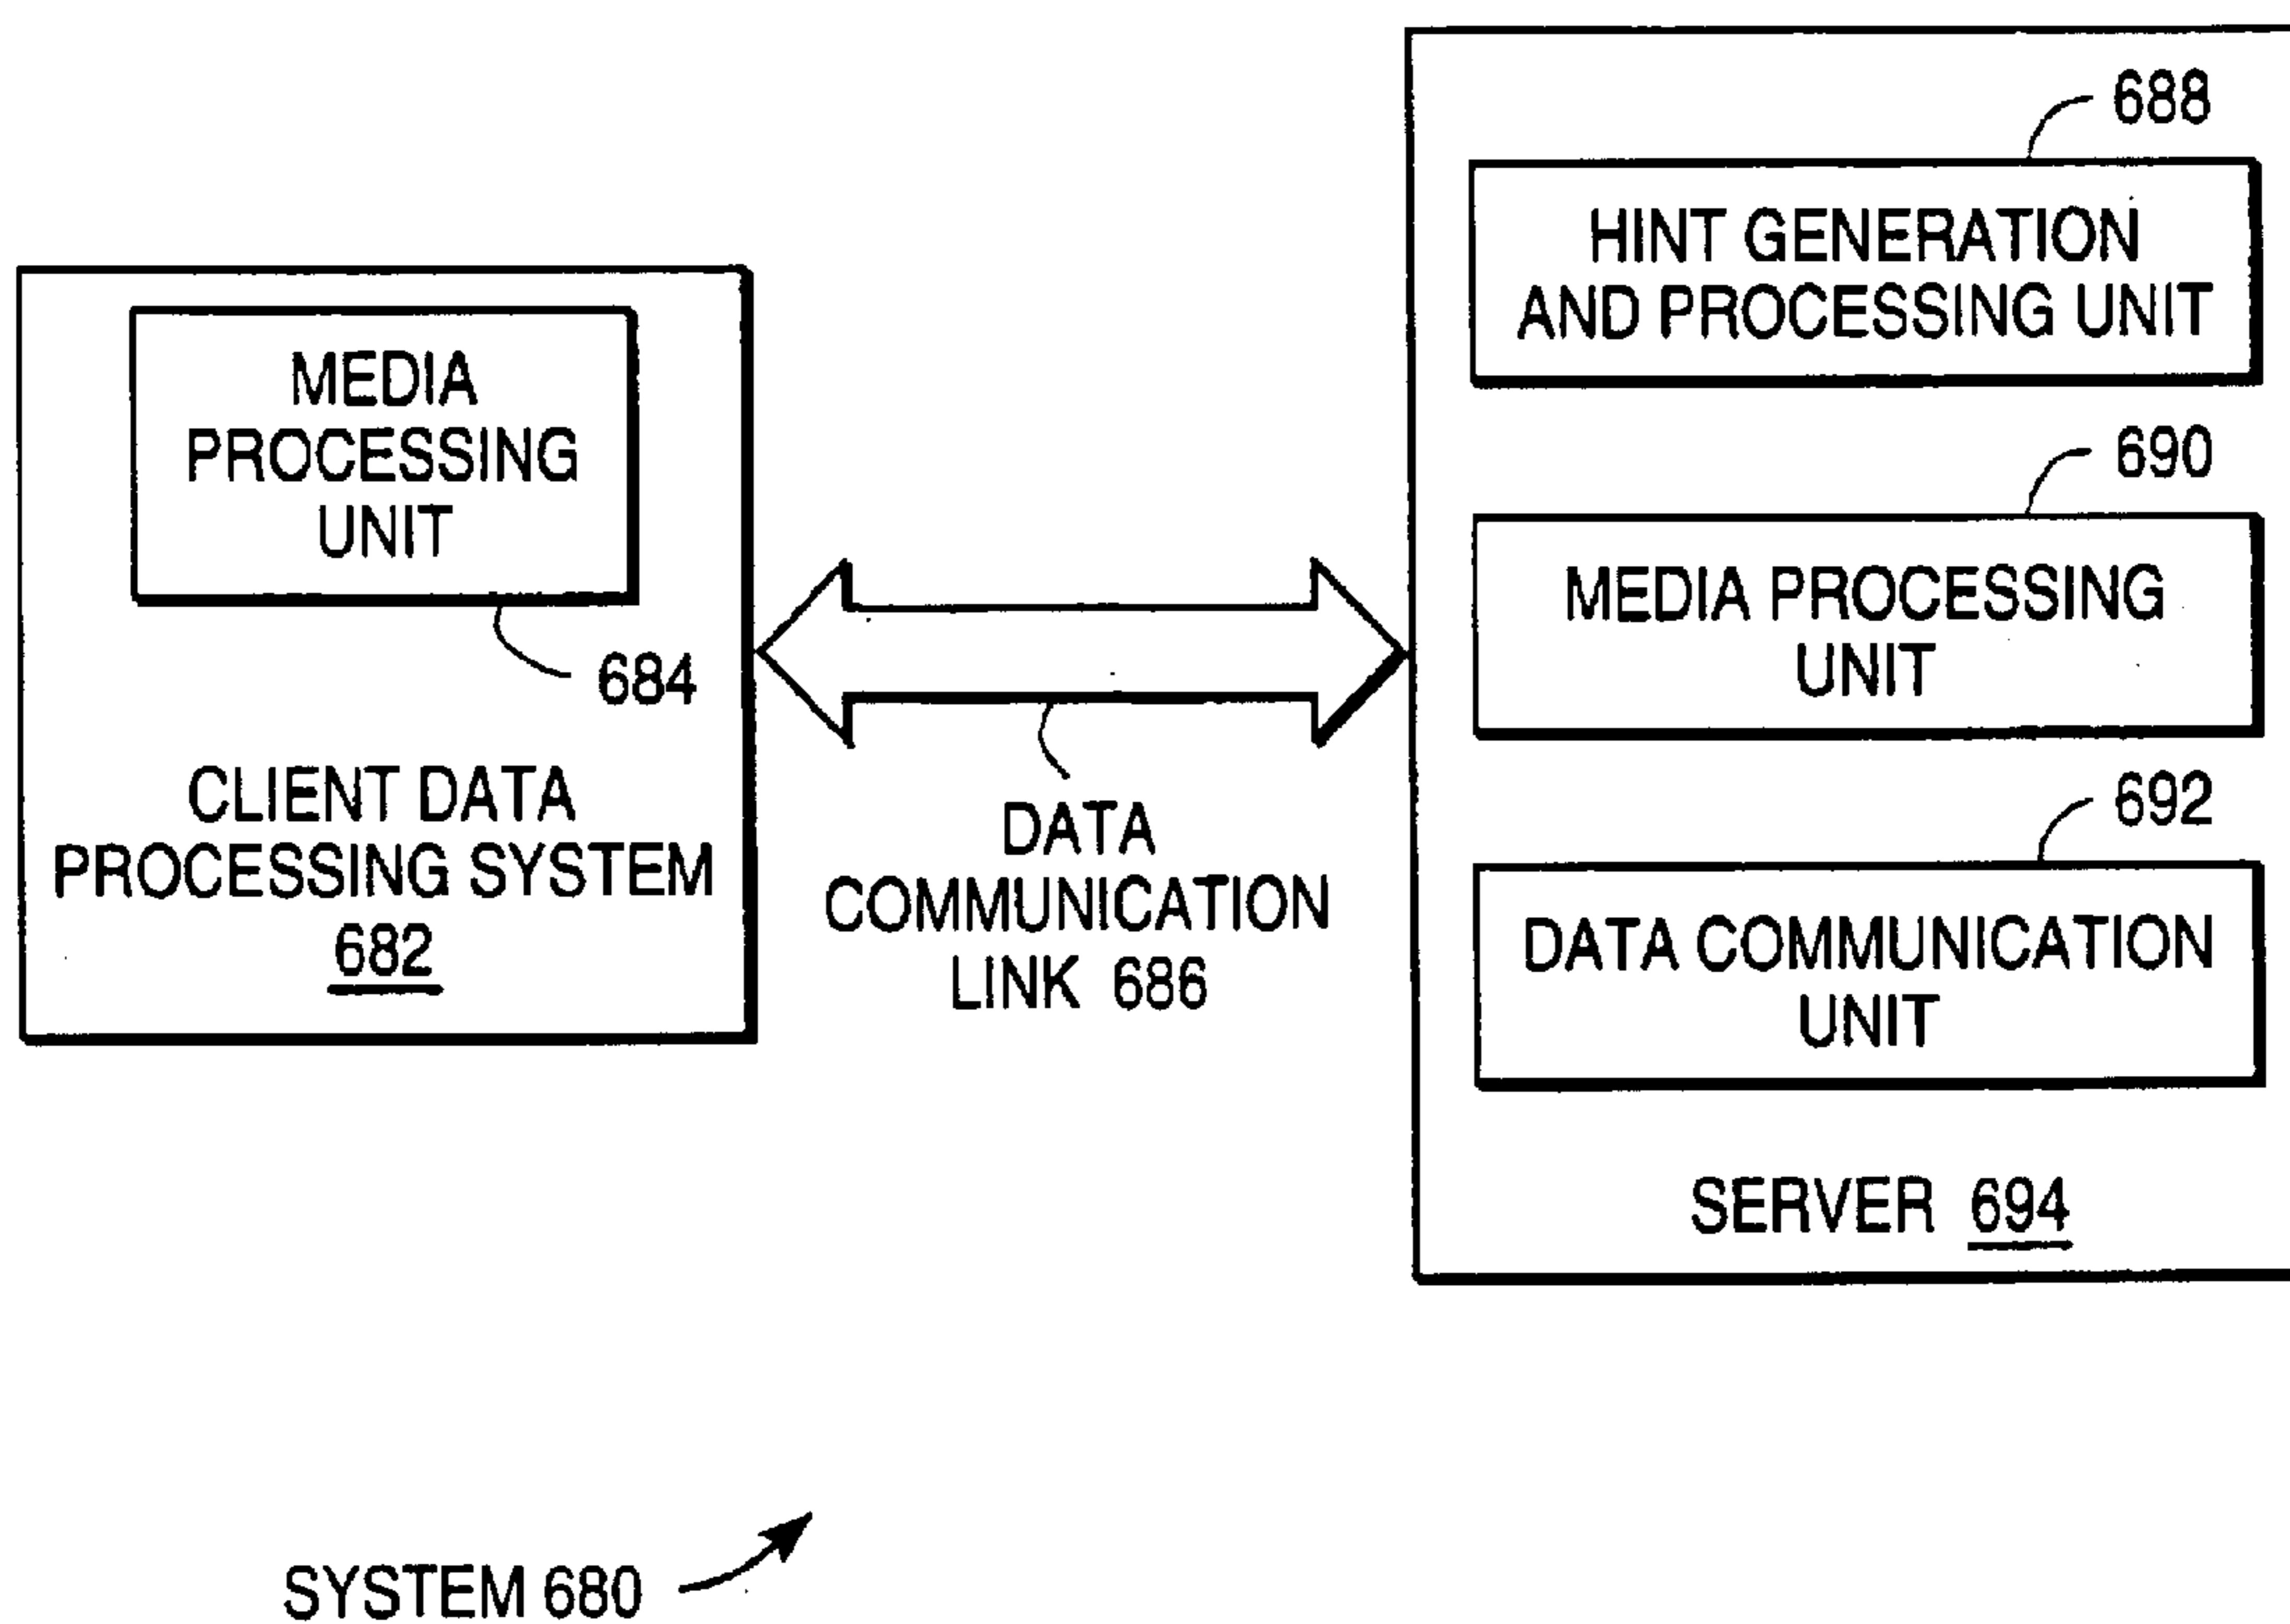 MEDIA
PROCESSING
UNIT
684
CLIENT DATA
PROCESSING SYSTEM
682
DATA
COMMUNICATION
LINK 686
688
HINT GENERATION
AND PROCESSING UNIT
690
MEDIA PROCESSING
UNIT
692
DATA COMMUNICATION
UNIT
SERVER 694
SYSTEM 680